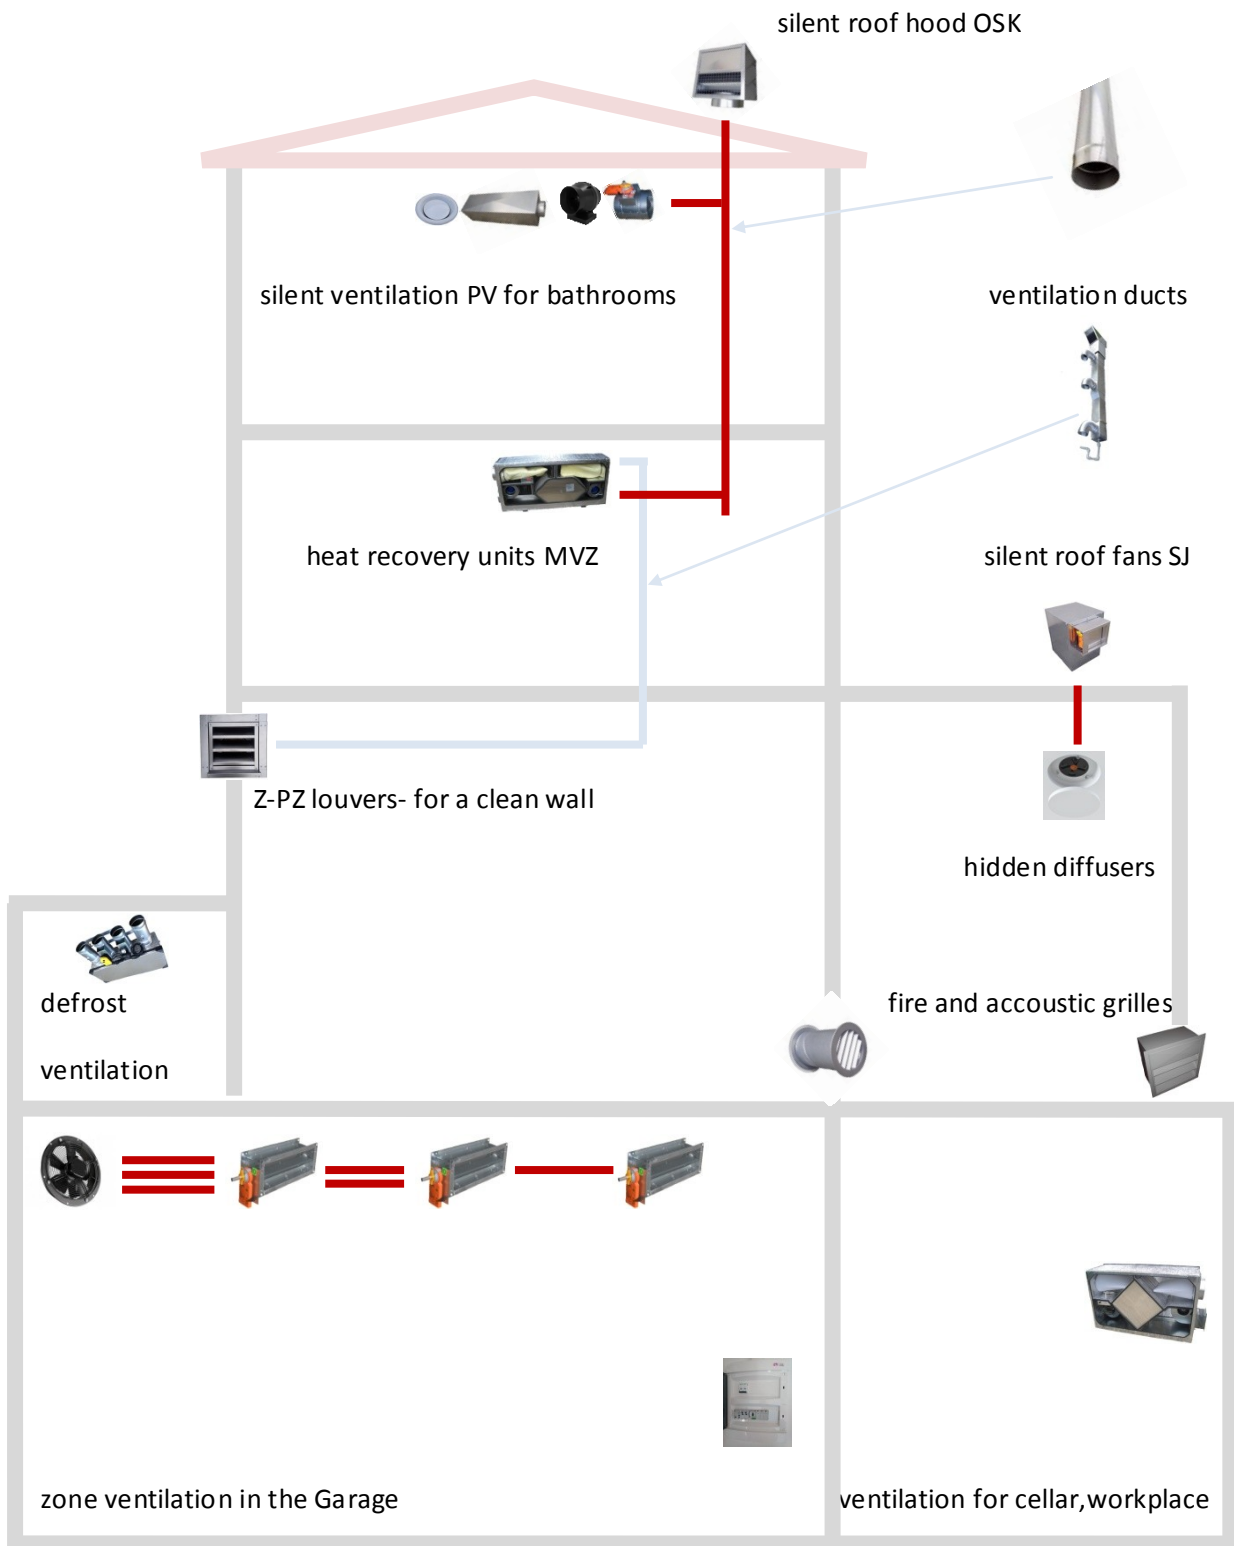 silent roof hood OSK
silent ventilation PV for bathrooms
ventilation ducts
heat recovery units MVZ
silent roof fans SJ
Z-PZ louvers- for a clean wall
hidden diffusers
defrost
ventilation
fire and accoustic grilles
zone ventilation in the Garage
ventilation for cellar,workplace